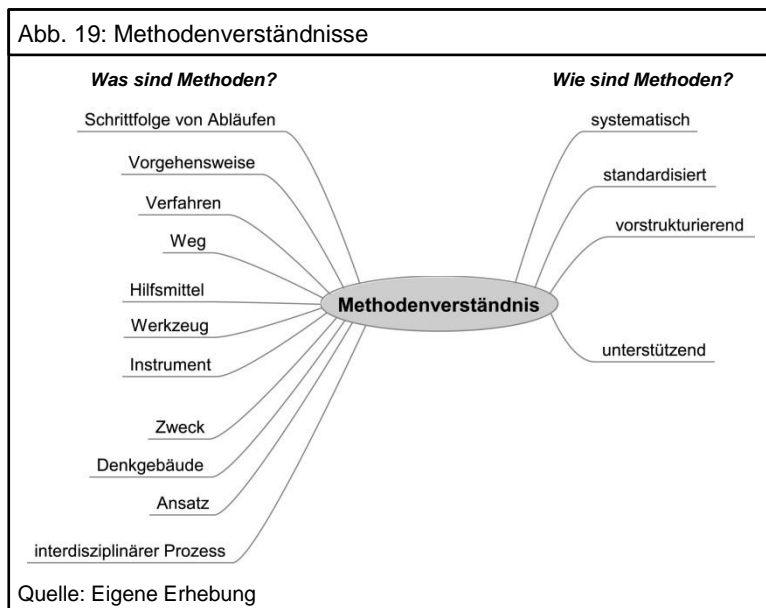 Abb. 19: Methodenverständnisse
Was sind Methoden?
Wie sind Methoden?
Schrittfolge von Abläufen
Vorgehensweise
Verfahren
Weg
Hilfsmittel
Werkzeug
Instrument
Zweck
Denkgebäude
Ansatz
interdisziplinärer Prozess
Methodenverständnis
systematisch
standardisiert
vorstrukturierend
unterstützend
Quelle: Eigene Erhebung